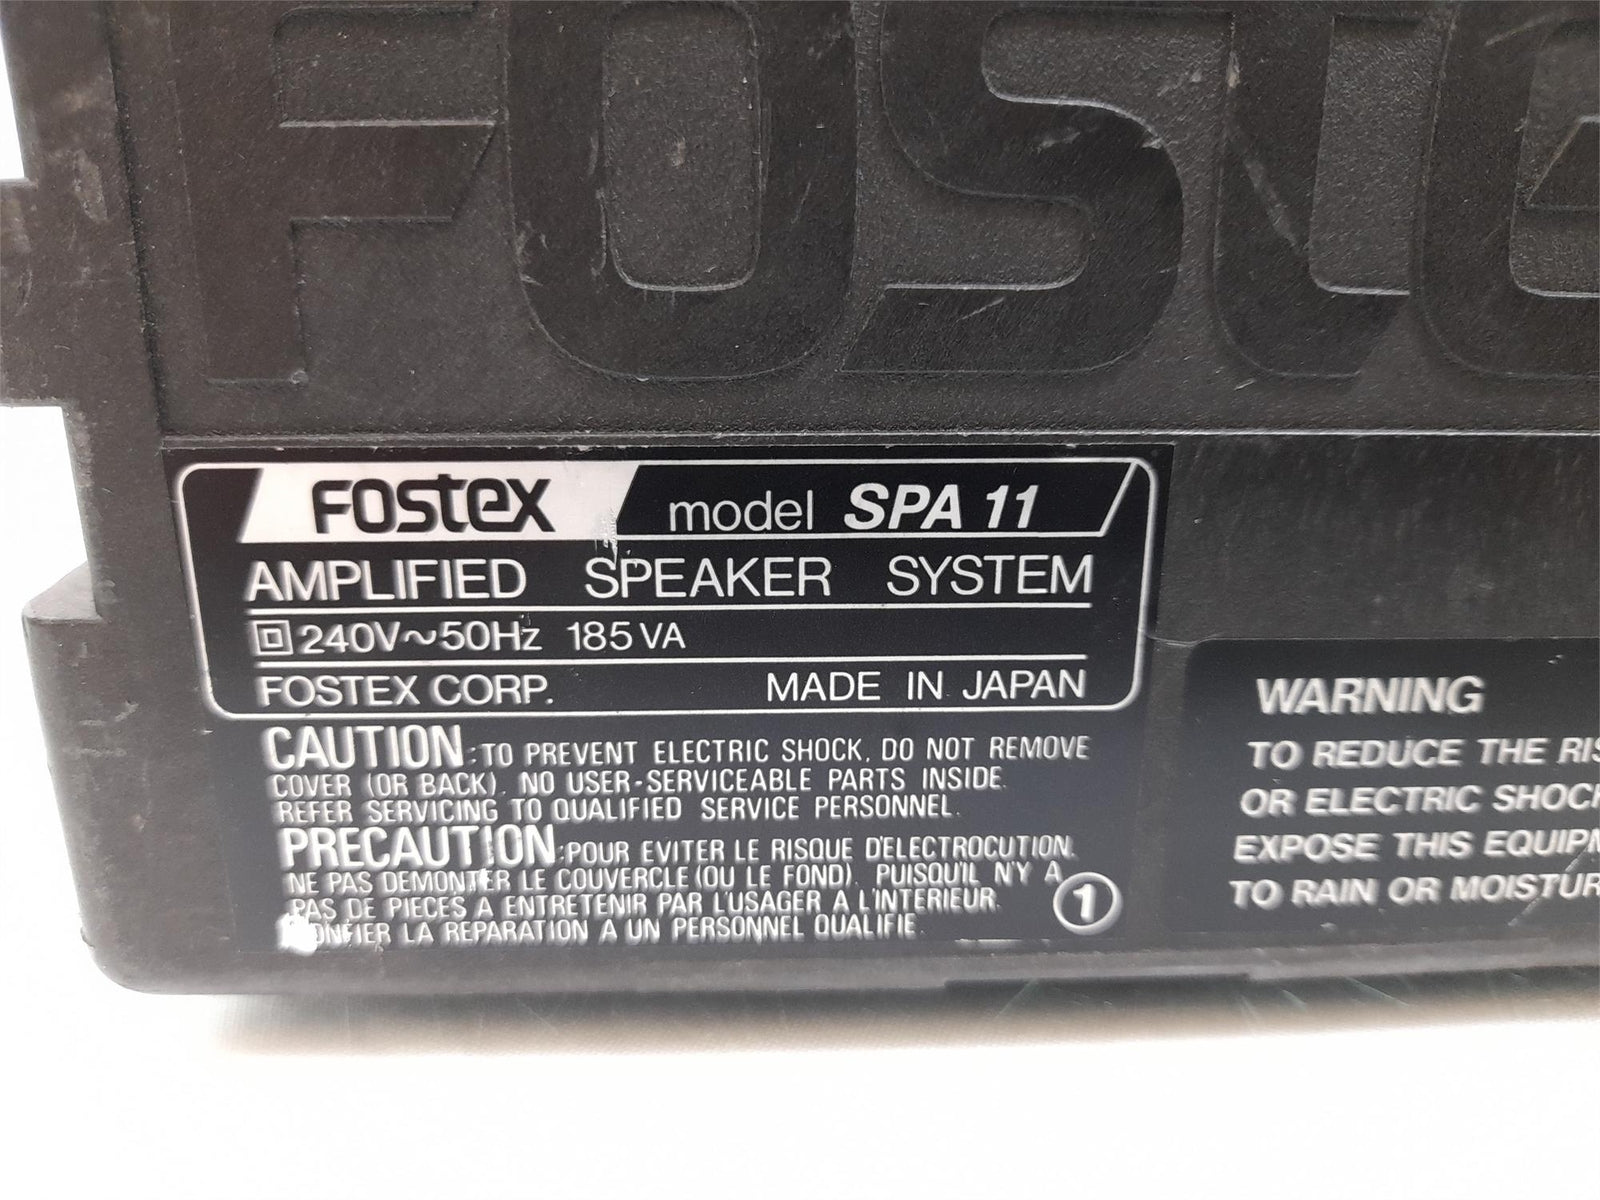 FOSTE
FOSTEX model SPA 11
AMPLIFIED SPEAKER SYSTEM
240V~50Hz 185VA
FOSTEX CORP. MADE IN JAPAN
CAUTION:TO PREVENT ELECTRIC SHOCK, DO NOT REMOVE
COVER (OR BACK). NO USER-SERVICEABLE PARTS INSIDE.
REFER SERVICING TO QUALIFIED SERVICE PERSONNEL.
PRECAUTION:POUR EVITER LE RISQUE D'ELECTROCUTION.
NE PAS DEMONTER LE COUVERCLE (OU LE FOND). PUISQU'IL N'Y A
PAS DE PIECES A ENTRETENIR PAR L'USAGER A L'INTERIEUR.
CONFIER LA REPARATION A UN PERSONNEL QUALIFIE.
1
WARNING
TO REDUCE THE
OR ELECTRIC
EXPOSE THIS
TO RAIN OR